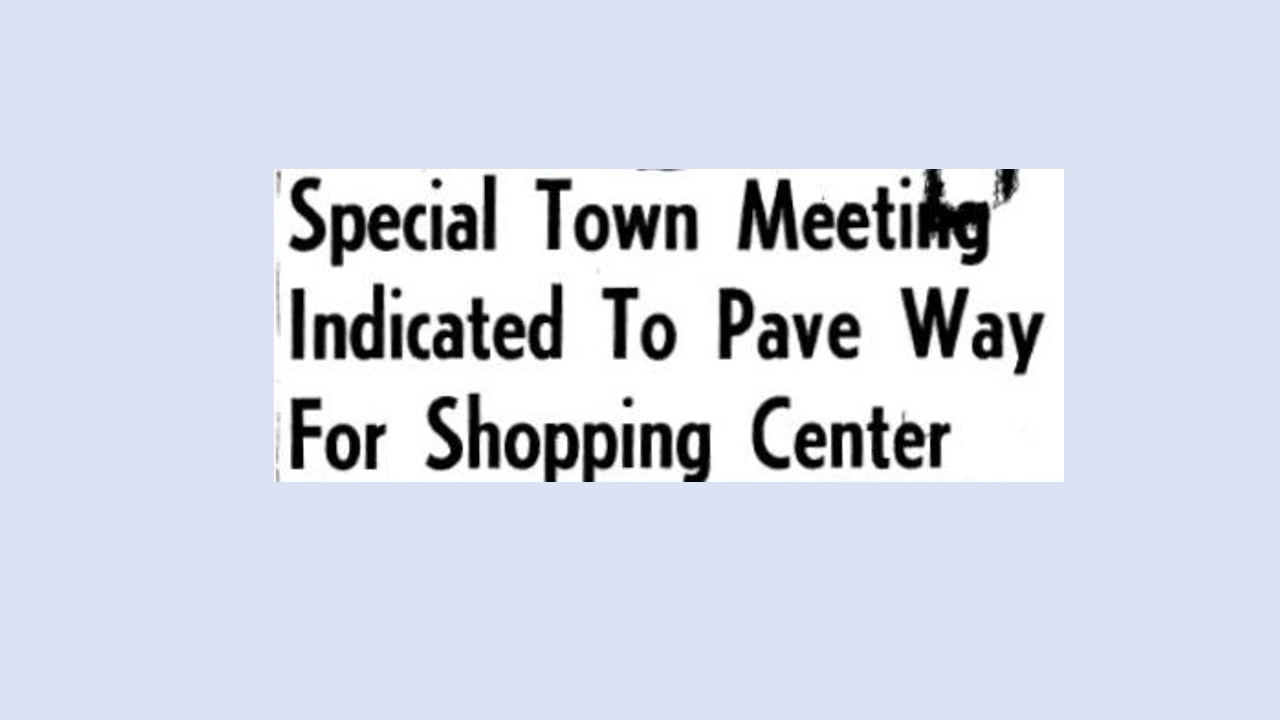 Special Town Meeting
Indicated To Pave Way
For Shopping Center